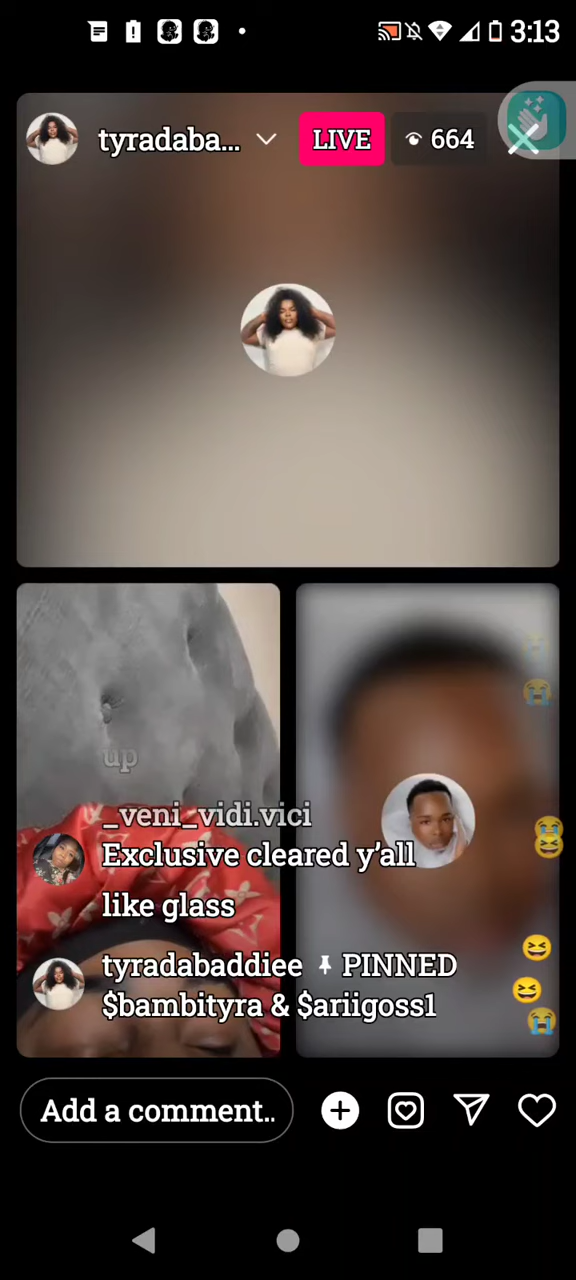 3:13
tyradaba... LIVE 664
up
_veni_vidi.vici
Exclusive cleared y’all
like glass
tyradabaddiee PINNED
$bambityra & $ariigoss1
Add a comment..